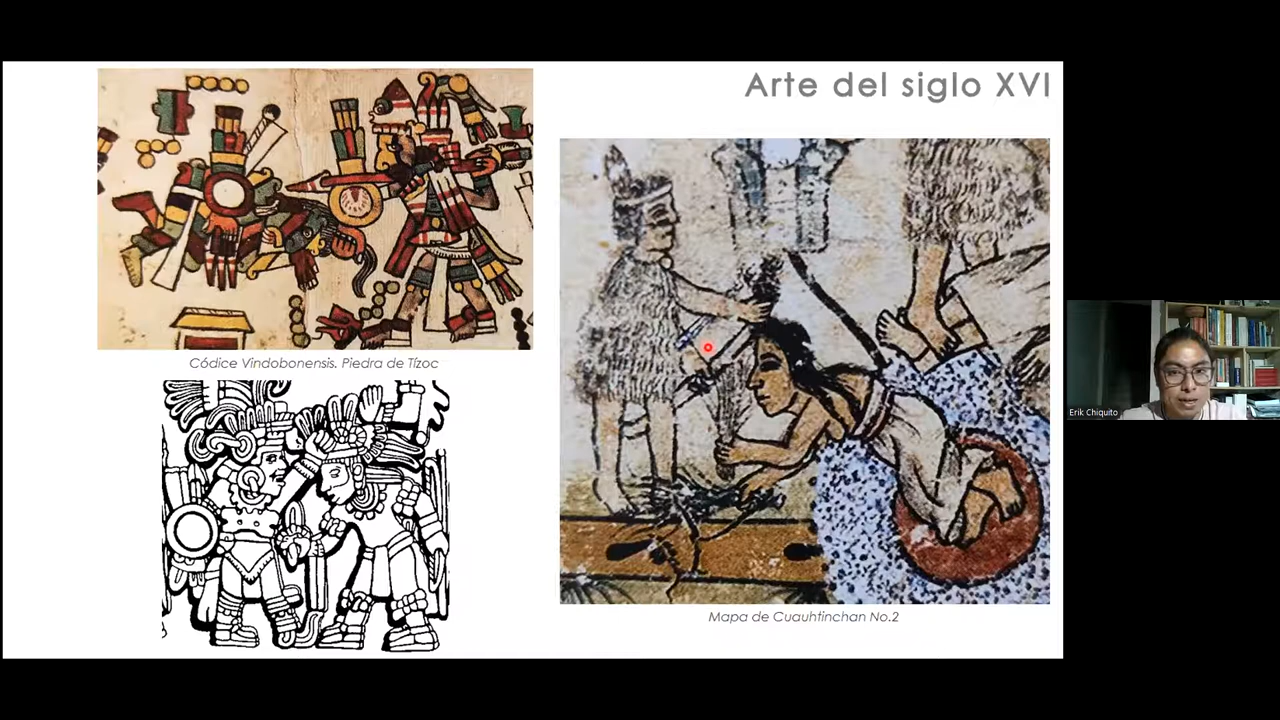 Arte del siglo XVI
Códice Vindobonensis. Piedra de Tízoc
Mapa de Cuauhtinchan No.2
Erik Chiquito